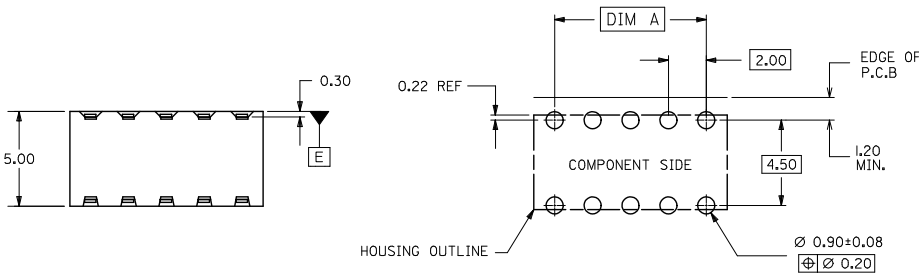 DIM A
2.00
EDGE OF
P.C.B
0.30
0.22 REF
E
5.00
COMPONENT SIDE
4.50
1.20
MIN.
HOUSING OUTLINE
Ø 0.90±0.08
⌖ Ø 0.20